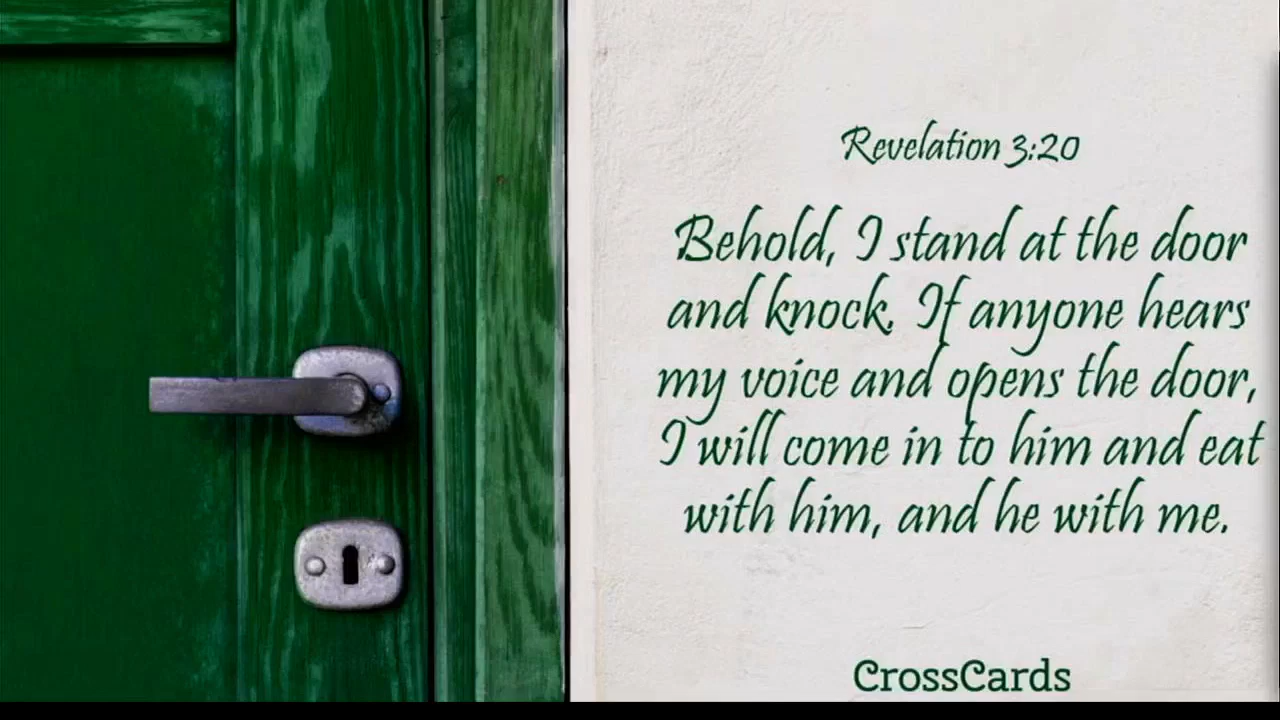 Revelation 3:20
Behold, I stand at the door
and knock. If anyone hears
my voice and opens the door,
I will come in to him and eat
with him, and he with me.
CrossCards